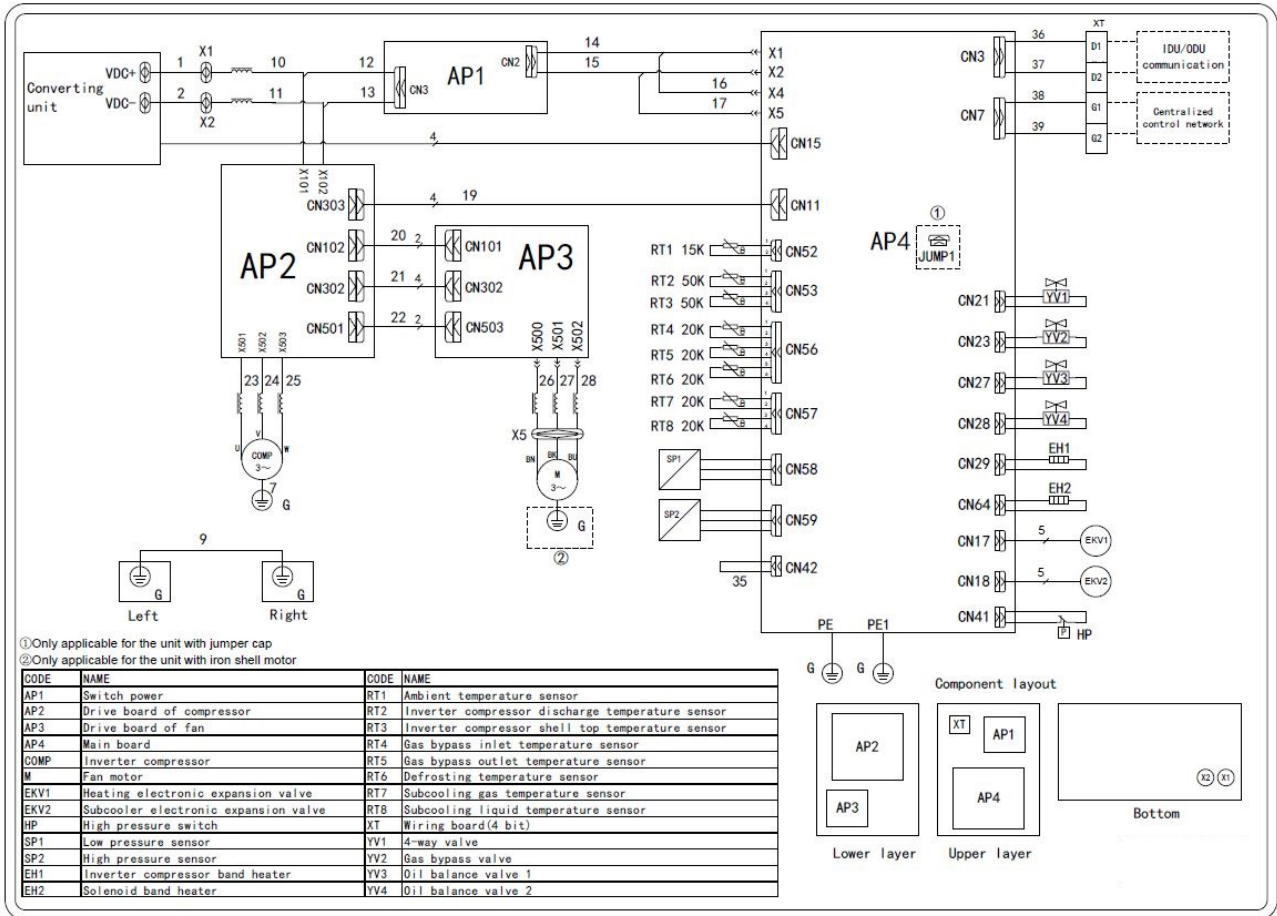 Converting unit
VDC+
VDC-
1
2
X1
X2
10
11
12
13
CN3
AP1
CN2
14
15
16
17
X1
X2
X4
X5
4
CN15
CN3
CN7
36
37
38
39
XT
D1
D2
G1
G2
IDU/ODU communication
Centralized control network
X101
X102
CN303
4
19
CN11
AP2
CN102
20
2
CN101
AP3
CN302
21
4
CN302
CN501
22
2
CN503
X501
X502
X503
X500
X501
X502
23
24
25
26
27
28
U
V
W
COMP
3~
7
G
X5
BN
BK
BU
M
3~
G
②
AP4
①
JUMP1
RT1 15K
CN52
RT2 50K
RT3 50K
CN53
RT4 20K
RT5 20K
RT6 20K
CN56
RT7 20K
RT8 20K
CN57
SP1
CN58
SP2
CN59
35
CN42
CN21
YV1
CN23
YV2
CN27
YV3
CN28
YV4
CN29
EH1
CN64
EH2
CN17
5
EKV1
CN18
5
EKV2
CN41
P
HP
PE
PE1
G
G
9
G
G
Left
Right
①Only applicable for the unit with jumper cap
②Only applicable for the unit with iron shell motor
CODE NAME CODE NAME
AP1 Switch power RT1 Ambient temperature sensor
AP2 Drive board of compressor RT2 Inverter compressor discharge temperature sensor
AP3 Drive board of fan RT3 Inverter compressor shell top temperature sensor
AP4 Main board RT4 Gas bypass inlet temperature sensor
COMP Inverter compressor RT5 Gas bypass outlet temperature sensor
M Fan motor RT6 Defrosting temperature sensor
EKV1 Heating electronic expansion valve RT7 Subcooling gas temperature sensor
EKV2 Subcooler electronic expansion valve RT8 Subcooling liquid temperature sensor
HP High pressure switch XT Wiring board(4 bit)
SP1 Low pressure sensor YV1 4-way valve
SP2 High pressure sensor YV2 Gas bypass valve
EH1 Inverter compressor band heater YV3 Oil balance valve 1
EH2 Solenoid band heater YV4 Oil balance valve 2
Component layout
AP2
AP3
Lower layer
XT
AP1
AP4
Upper layer
X2
X1
Bottom